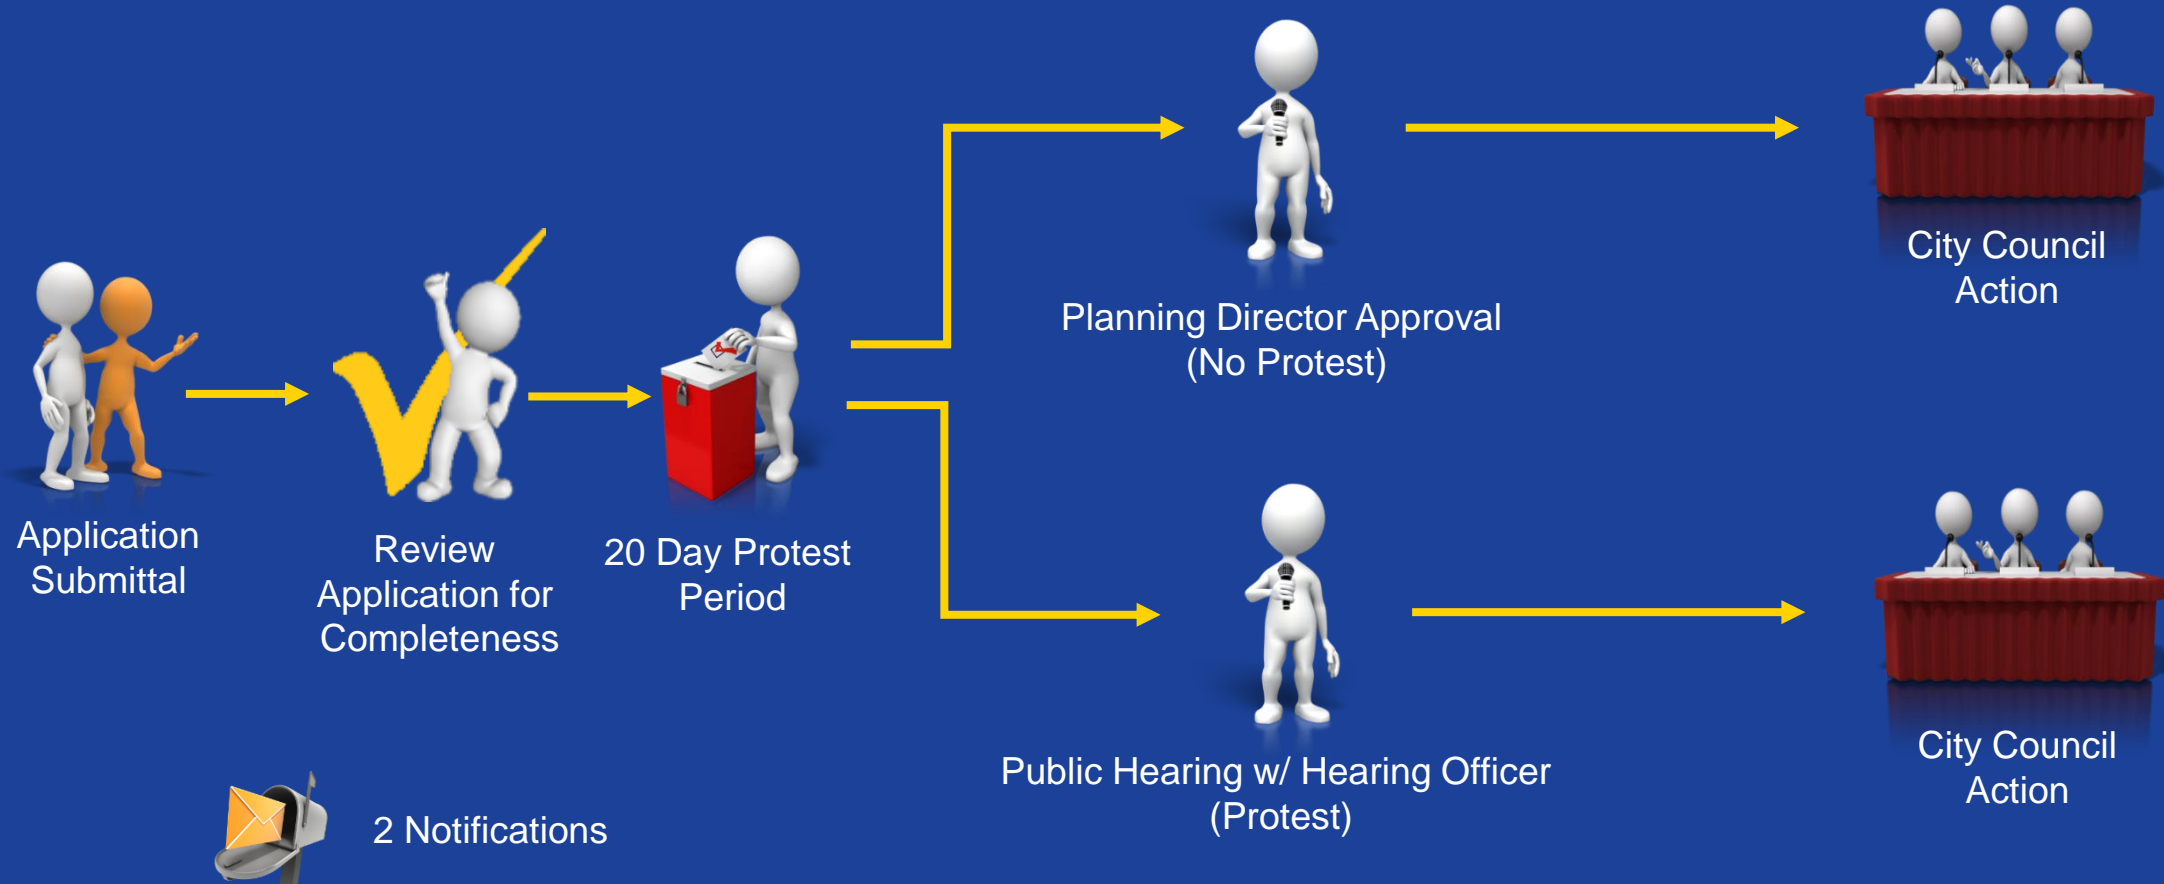 Application
Submittal
Review
Application for
Completeness
20 Day Protest
Period
Planning Director Approval
(No Protest)
City Council
Action
Public Hearing w/ Hearing Officer
(Protest)
City Council
Action
2 Notifications